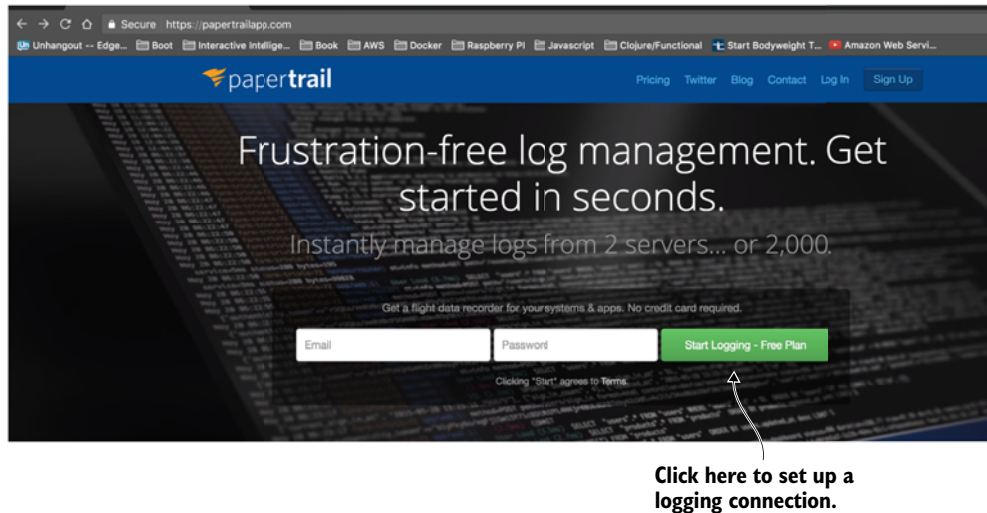 Secure https://papertrailapp.com
Unhangout -- Edge... Boot Interactive Intellige... Book AWS Docker Raspberry PI Javascript Clojure/Functional Start Bodyweight T... Amazon Web Servi...
papertrail Pricing Twitter Blog Contact Log In Sign Up
Frustration-free log management. Get
started in seconds.
Instantly manage logs from 2 servers... or 2,000.
Get a flight data recorder for your systems & apps. No credit card required.
Email Password Start Logging - Free Plan
Clicking "Start" agrees to Terms.
Click here to set up a
logging connection.